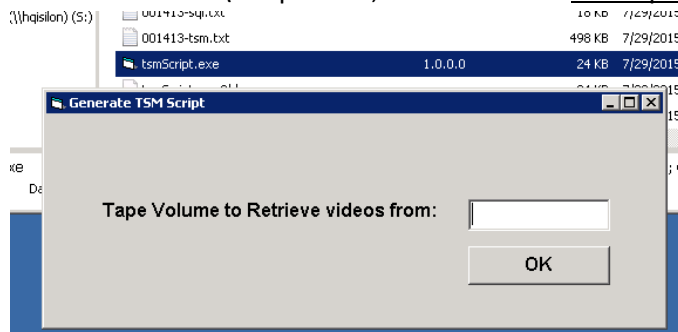 (\\hqisilon) (S:)
001413-sql.txt 18 KB 7/29/2015
001413-tsm.txt 498 KB 7/29/2015
tsmScript.exe 1.0.0.0 24 KB 7/29/2015
Generate TSM Script
Tape Volume to Retrieve videos from:
OK